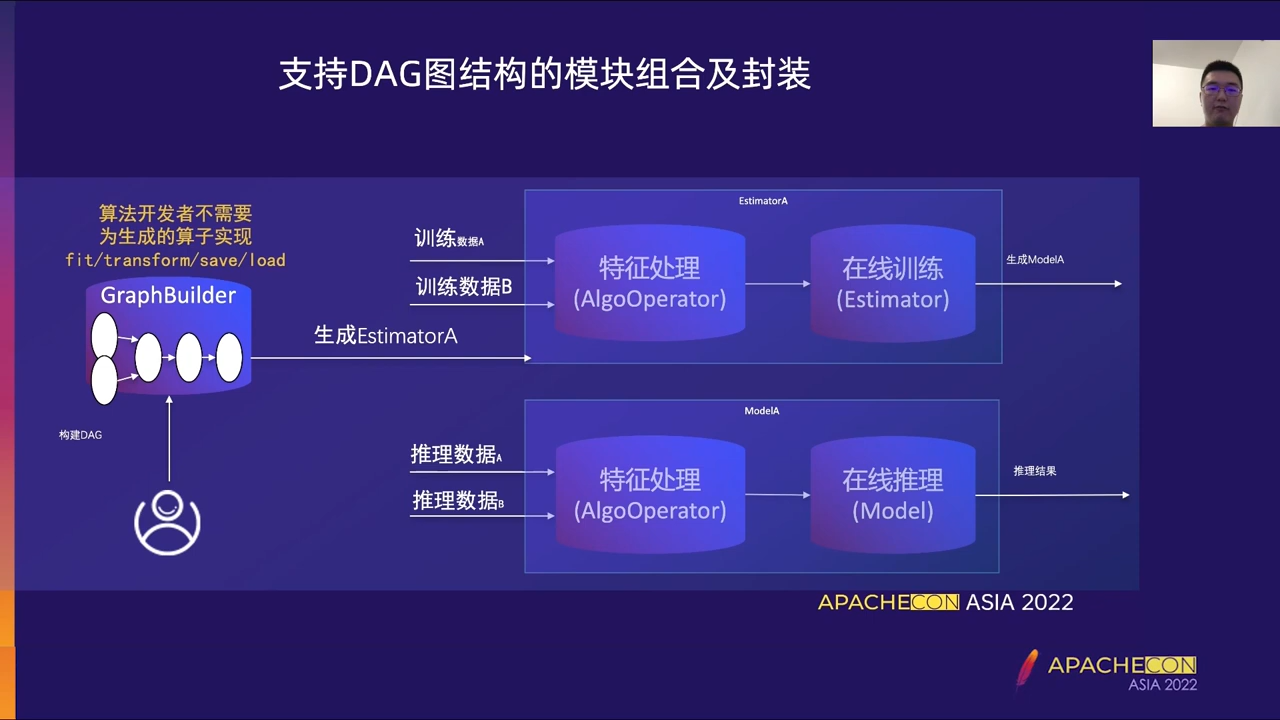 支持DAG图结构的模块组合及封装
算法开发者不需要
为生成的算子实现
fit/transform/save/load
GraphBuilder
构建DAG
生成EstimatorA
EstimatorA
训练数据A
训练数据B
特征处理
(AlgoOperator)
在线训练
(Estimator)
生成ModelA
ModelA
推理数据A
推理数据B
特征处理
(AlgoOperator)
在线推理
(Model)
推理结果
APACHECON ASIA 2022
APACHECON
ASIA 2022